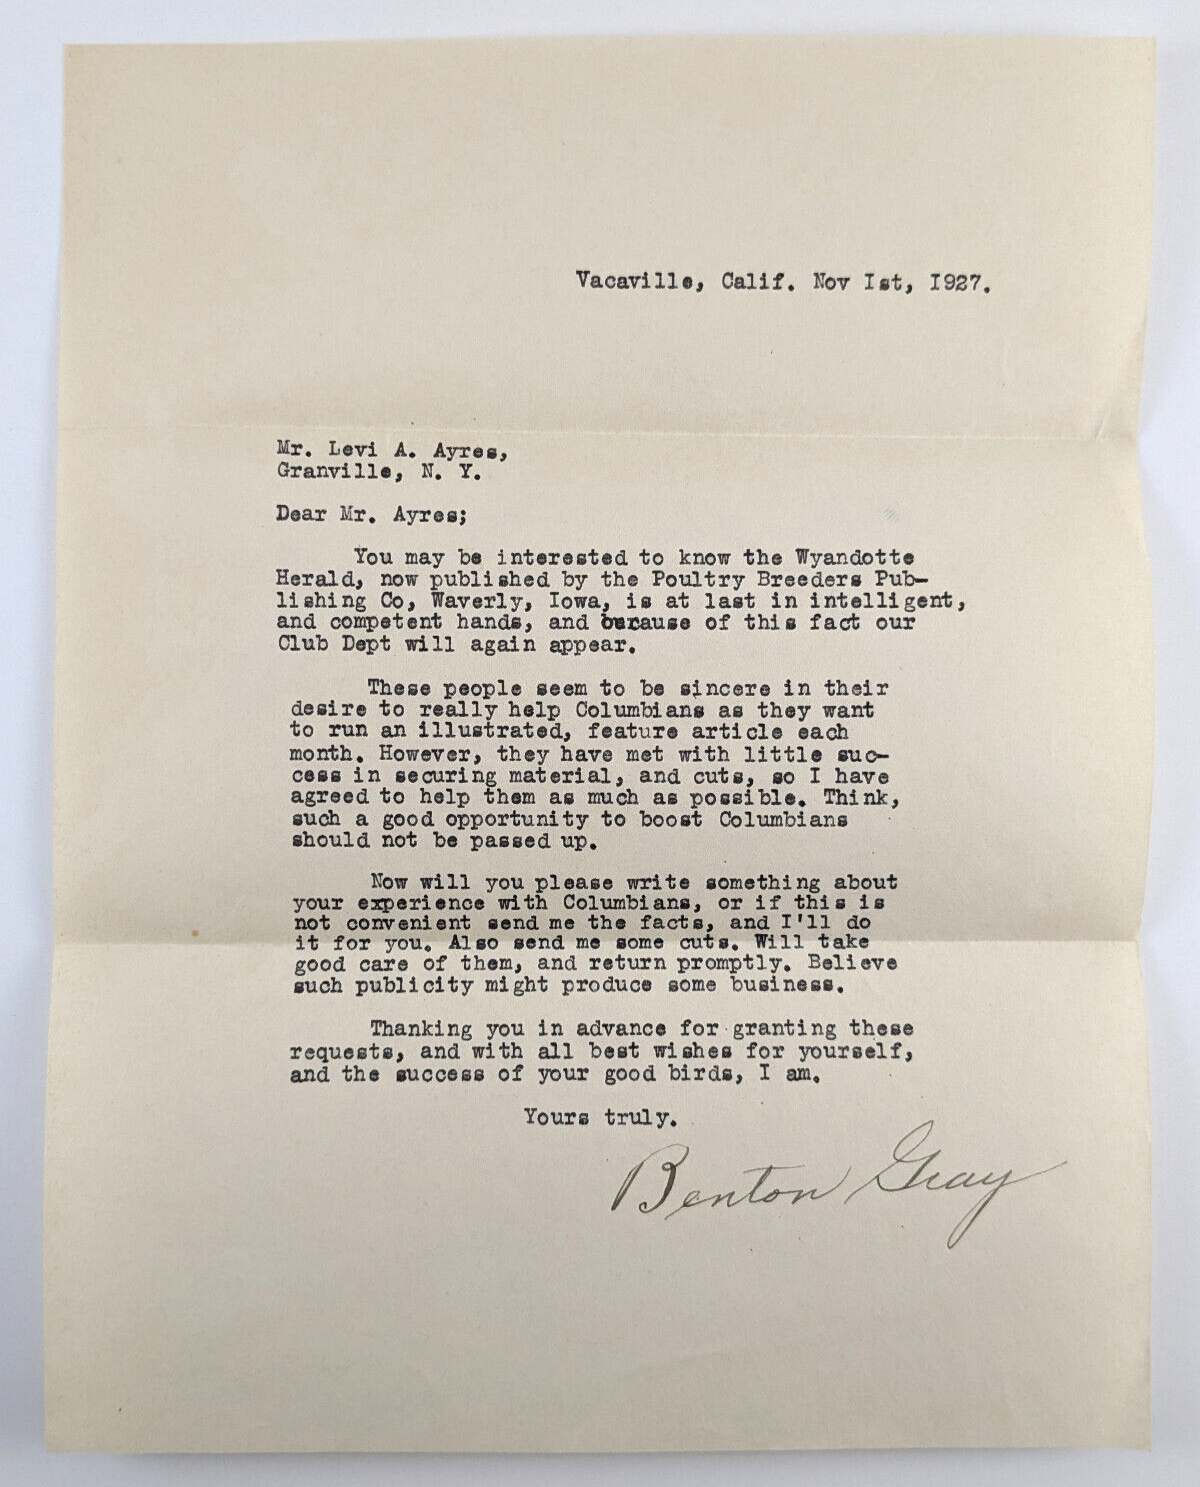 Vacaville, Calif. Nov Ist, I927.
Mr. Levi A. Ayres,
Granville, N. Y.
Dear Mr. Ayres;
You may be interested to know the Wyandotte
Herald, now published by the Poultry Breeders Pub-
lishing Co, Waverly, Iowa, is at last in intelligent,
and competent hands, and because of this fact our
Club Dept will again appear.
These people seem to be sincere in their
desire to really help Columbians as they want
to run an illustrated, feature article each
month. However, they have met with little suc-
cess in securing material, and cuts, so I have
agreed to help them as much as possible. Think,
such a good opportunity to boost Columbians
should not be passed up.
Now will you please write something about
your experience with Columbians, or if this is
not convenient send me the facts, and I'll do
it for you. Also send me some cuts. Will take
good care of them, and return promptly. Believe
such publicity might produce some business.
Thanking you in advance for granting these
requests, and with all best wishes for yourself,
and the success of your good birds, I am.
Yours truly.
Benton Gray